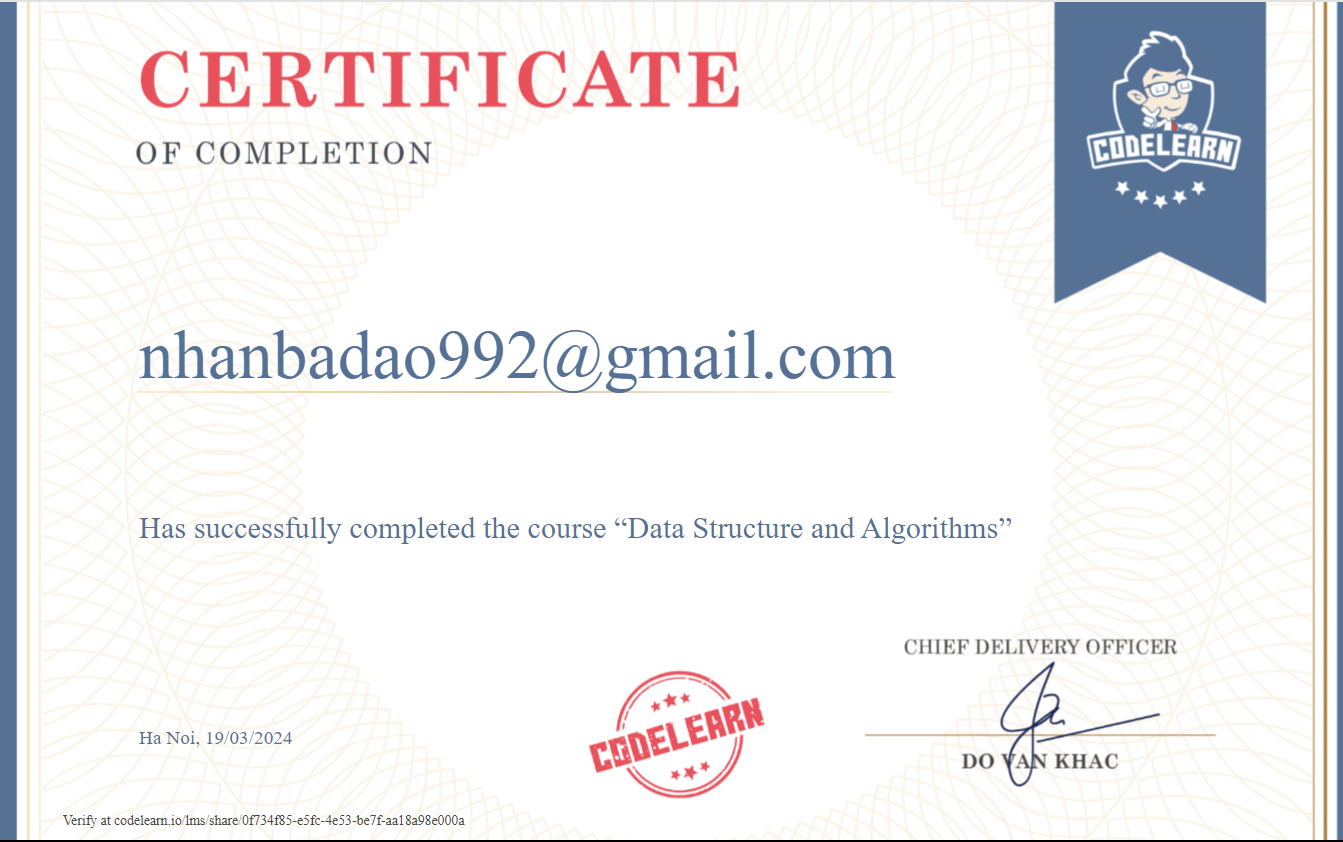 CERTIFICATE
OF COMPLETION
CODELEARN
nhanbadao992@gmail.com
Has successfully completed the course “Data Structure and Algorithms”
CHIEF DELIVERY OFFICER
CODELEARN
Ha Noi, 19/03/2024
DO VAN KHAC
Verify at codelearn.io/lms/share/0f734f85-e5fc-4e53-be7f-aa18a98e000a